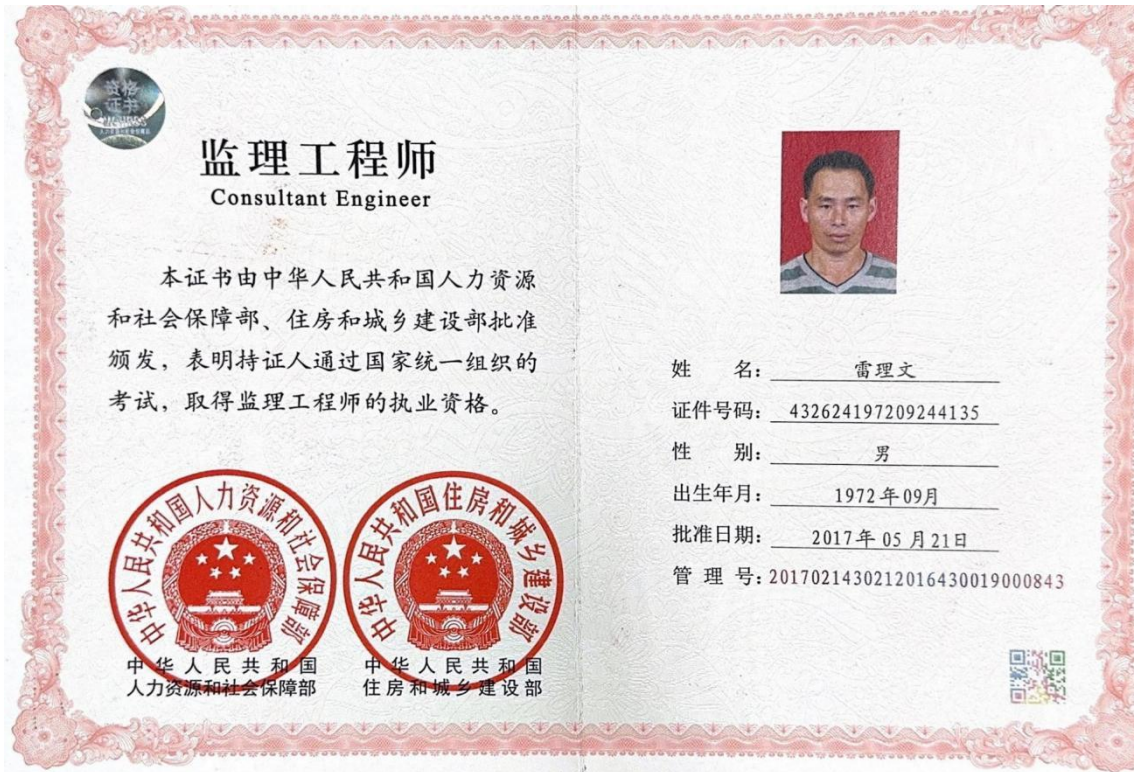 资格
证书
监理工程师
Consultant Engineer
本证书由中华人民共和国人力资源
和社会保障部、住房和城乡建设部批准
颁发，表明持证人通过国家统一组织的
考试，取得监理工程师的执业资格。
中华人民共和国人力资源和社会保障部
中华人民共和国住房和城乡建设部
中华人民共和国
人力资源和社会保障部
中华人民共和国
住房和城乡建设部
姓名：雷理文
证件号码：432624197209244135
性别：男
出生年月：1972年09月
批准日期：2017年05月21日
管理号：2017021430212016430019000843